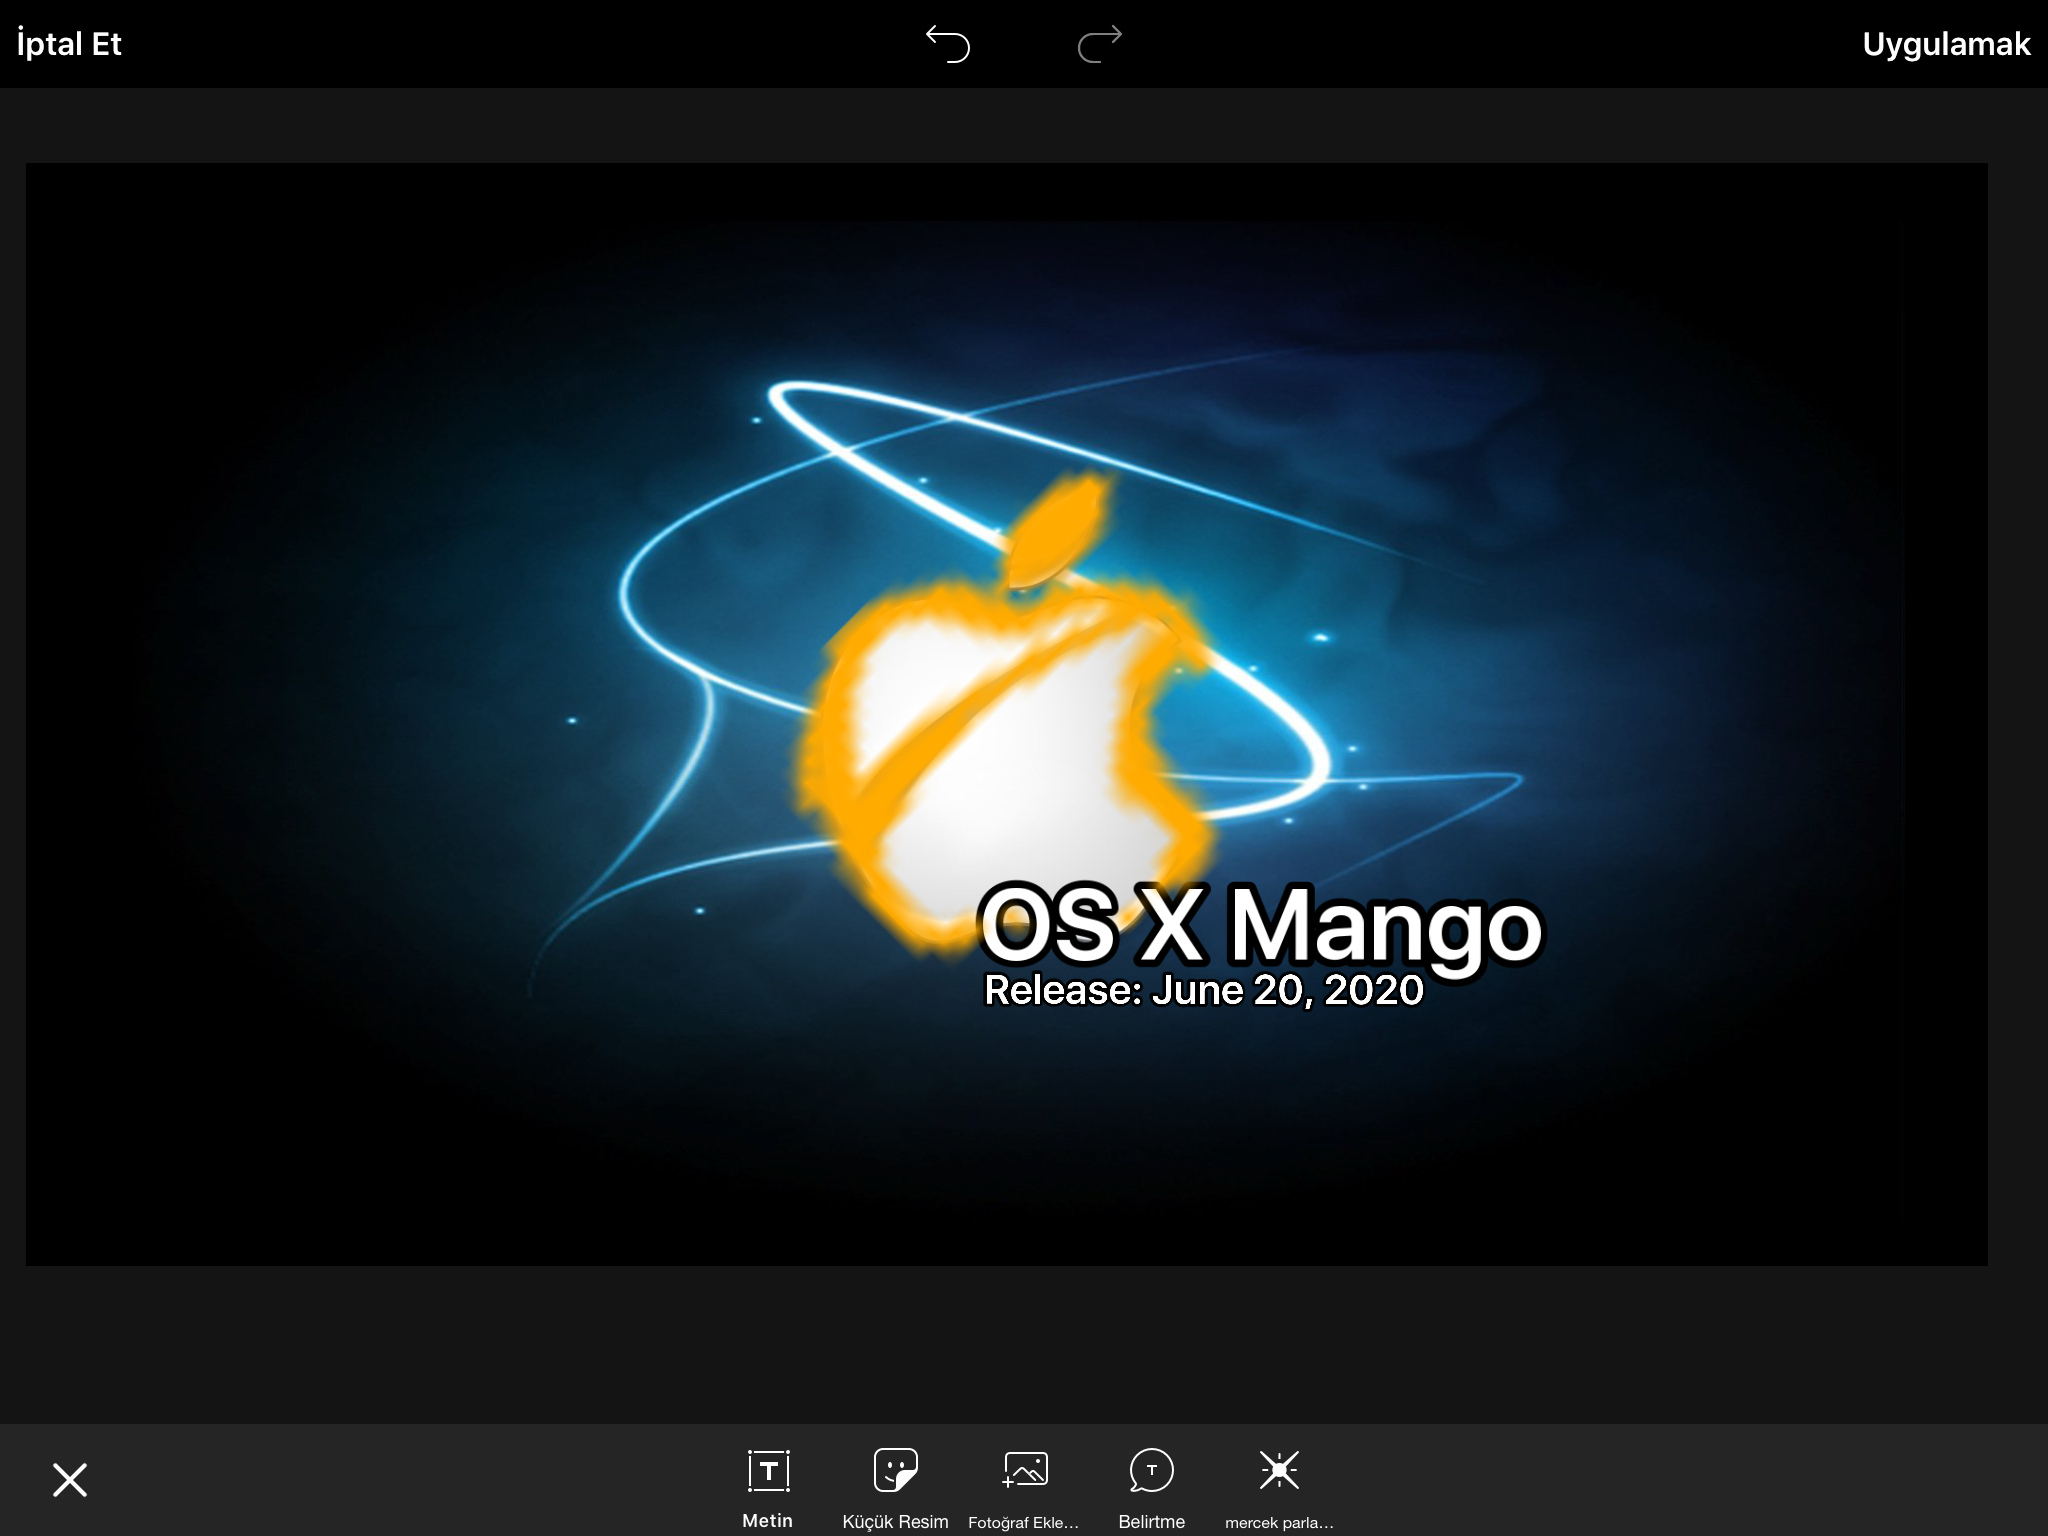 İptal Et
Uygulamak
OS X Mango
Release: June 20, 2020
T
T
Metin
Küçük Resim
Fotoğraf Ekle...
Belirtme
mercek parla...